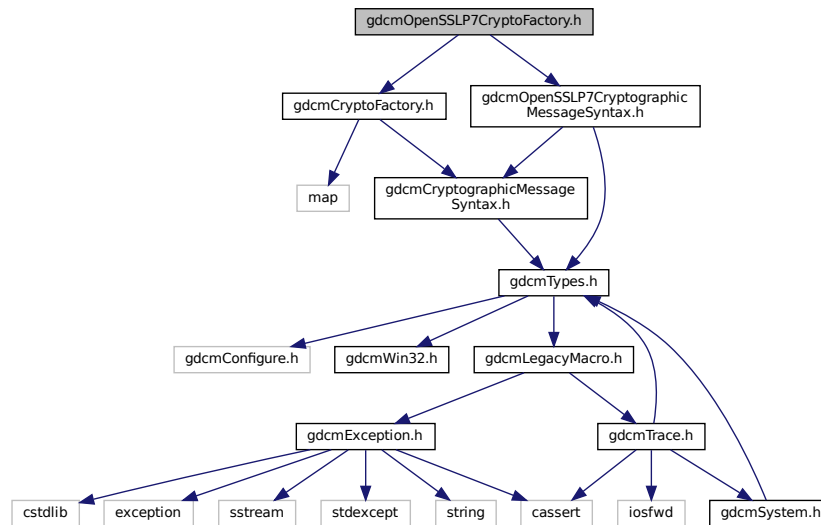 gdcmOpenSSLP7CryptoFactory.h
gdcmCryptoFactory.h
gdcmOpenSSLP7Cryptographic
MessageSyntax.h
map
gdcmCryptographicMessage
Syntax.h
gdcmTypes.h
gdcmConfigure.h
gdcmWin32.h
gdcmLegacyMacro.h
gdcmException.h
gdcmTrace.h
cstdlib
exception
sstream
stdexcept
string
cassert
iosfwd
gdcmSystem.h